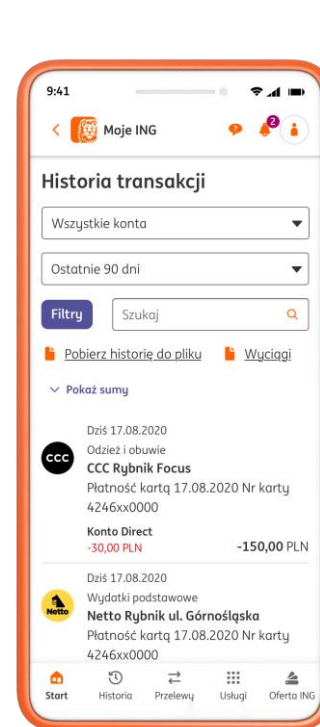 9:41
Moje ING
2
Historia transakcji
Wszystkie konta
Ostatnie 90 dni
Filtry
Szukaj
Pobierz historię do pliku
Wyciągi
Pokaż sumy
Dziś 17.08.2020
CCC
Odzież i obuwie
CCC Rybnik Focus
Płatność kartą 17.08.2020 Nr karty
4246xx0000
Konto Direct
-30,00 PLN
-150,00 PLN
Dziś 17.08.2020
Netto
Wydatki podstawowe
Netto Rybnik ul. Górnośląska
Płatność kartą 17.08.2020 Nr karty
4246xx0000
Start
Historia
Przelewy
Usługi
Oferta ING